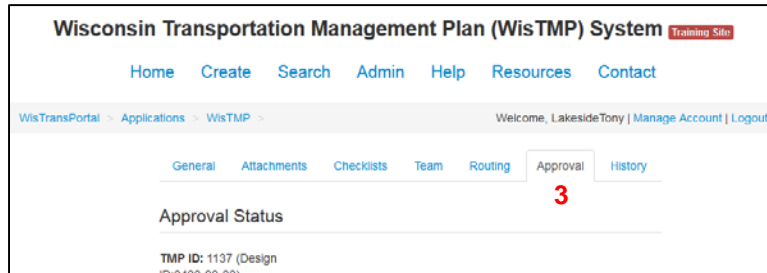 Wisconsin Transportation Management Plan (WisTMP) System Training Site
Home Create Search Admin Help Resources Contact
WisTransPortal > Applications > WisTMP > Welcome, LakesideTony | Manage Account | Logout
General Attachments Checklists Team Routing Approval History
3
Approval Status
TMP ID: 1137 (Design